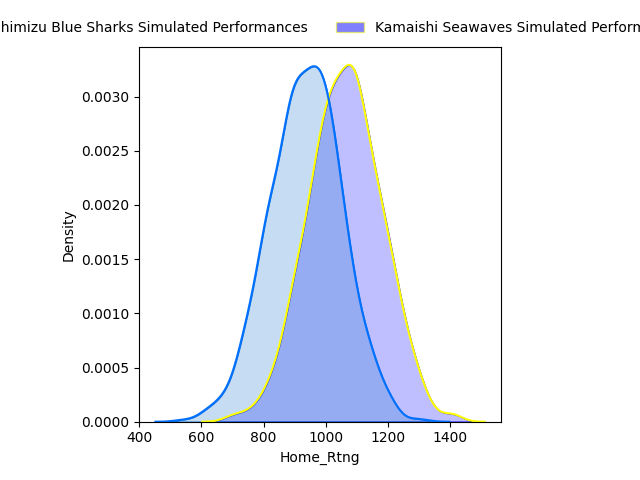 himizu Blue Sharks Simulated Performances Kamaishi Seawaves Simulated Perform
0.0030
0.0025
0.0020
0.0015
0.0010
0.0005
0.0000
Density
400 600 800 1000 1200 1400
Home_Rtng